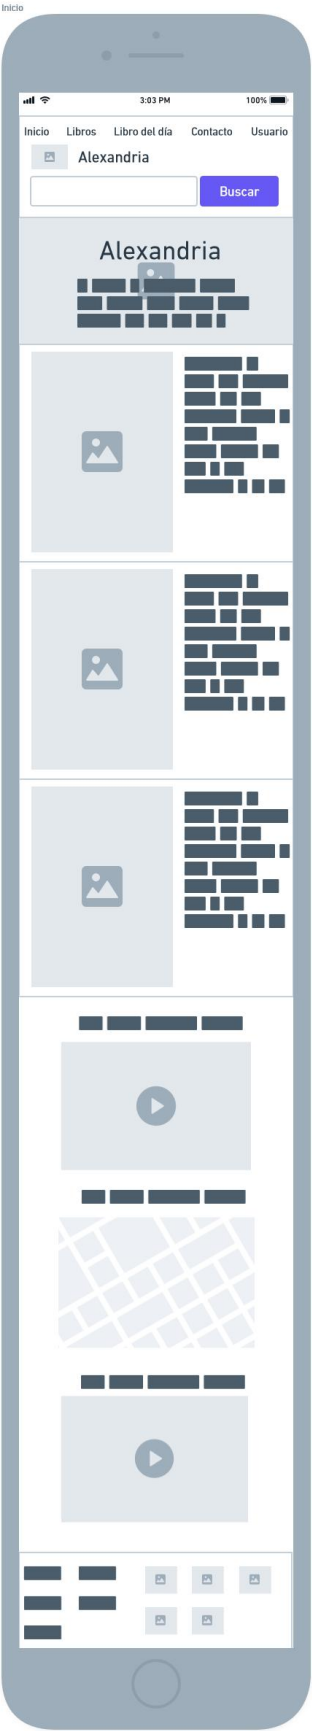 Inicio
3:03 PM 100%
Inicio Libros Libro del día Contacto Usuario
Alexandria
Buscar
Alexandria